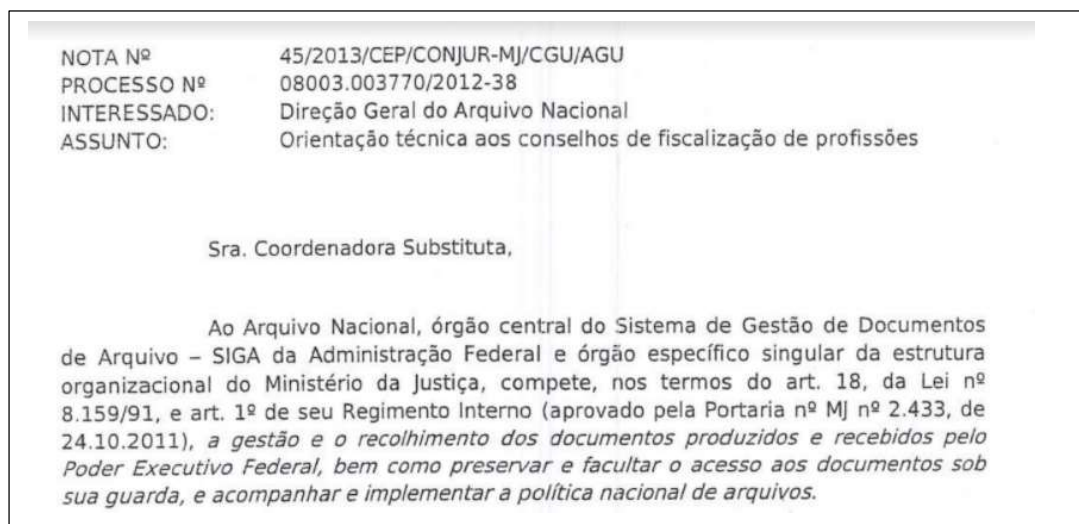 NOTA Nº 45/2013/CEP/CONJUR-MJ/CGU/AGU
PROCESSO Nº 08003.003770/2012-38
INTERESSADO: Direção Geral do Arquivo Nacional
ASSUNTO: Orientação técnica aos conselhos de fiscalização de profissões
Sra. Coordenadora Substituta,
Ao Arquivo Nacional, órgão central do Sistema de Gestão de Documentos
de Arquivo – SIGA da Administração Federal e órgão específico singular da estrutura
organizacional do Ministério da Justiça, compete, nos termos do art. 18, da Lei nº
8.159/91, e art. 1º de seu Regimento Interno (aprovado pela Portaria nº MJ nº 2.433, de
24.10.2011), a gestão e o recolhimento dos documentos produzidos e recebidos pelo
Poder Executivo Federal, bem como preservar e facultar o acesso aos documentos sob
sua guarda, e acompanhar e implementar a política nacional de arquivos.